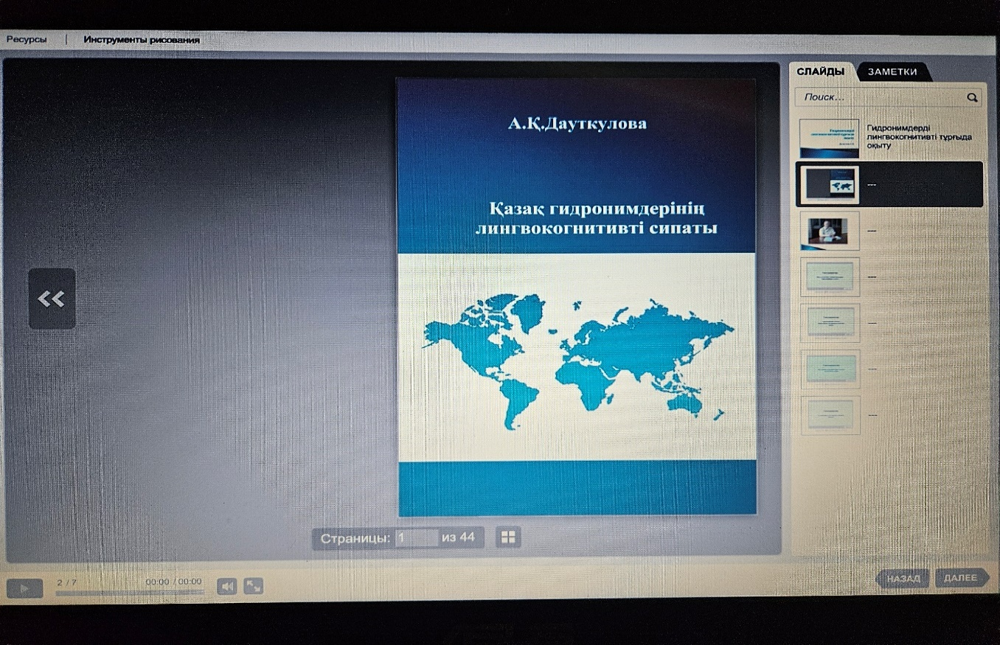 Ресурсы | Инструменты рисования
СЛАЙДЫ
ЗАМЕТКИ
Поиск...
Гидронимдерді
лингвокогнитивті тұрғыда
оқыту
---
---
---
---
---
---
А.Қ.Дауткулова
Қазақ гидронимдерінің
лингвокогнитивті сипаты
Страницы: 1 из 44
2 / 7
00:00 / 00:00
НАЗАД
ДАЛЕЕ